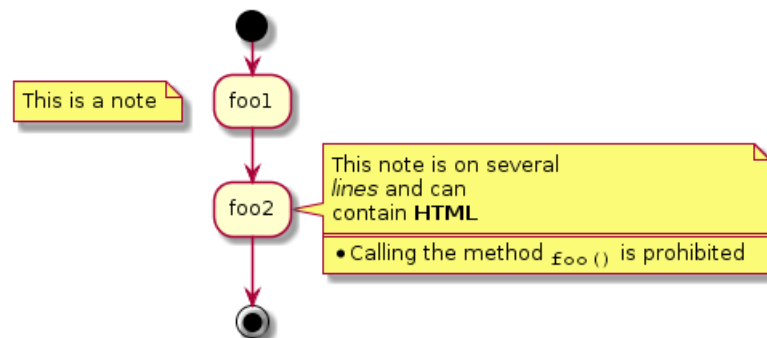 This is a note
foo1
This note is on several
lines and can
contain HTML
foo2
• Calling the method foo() is prohibited